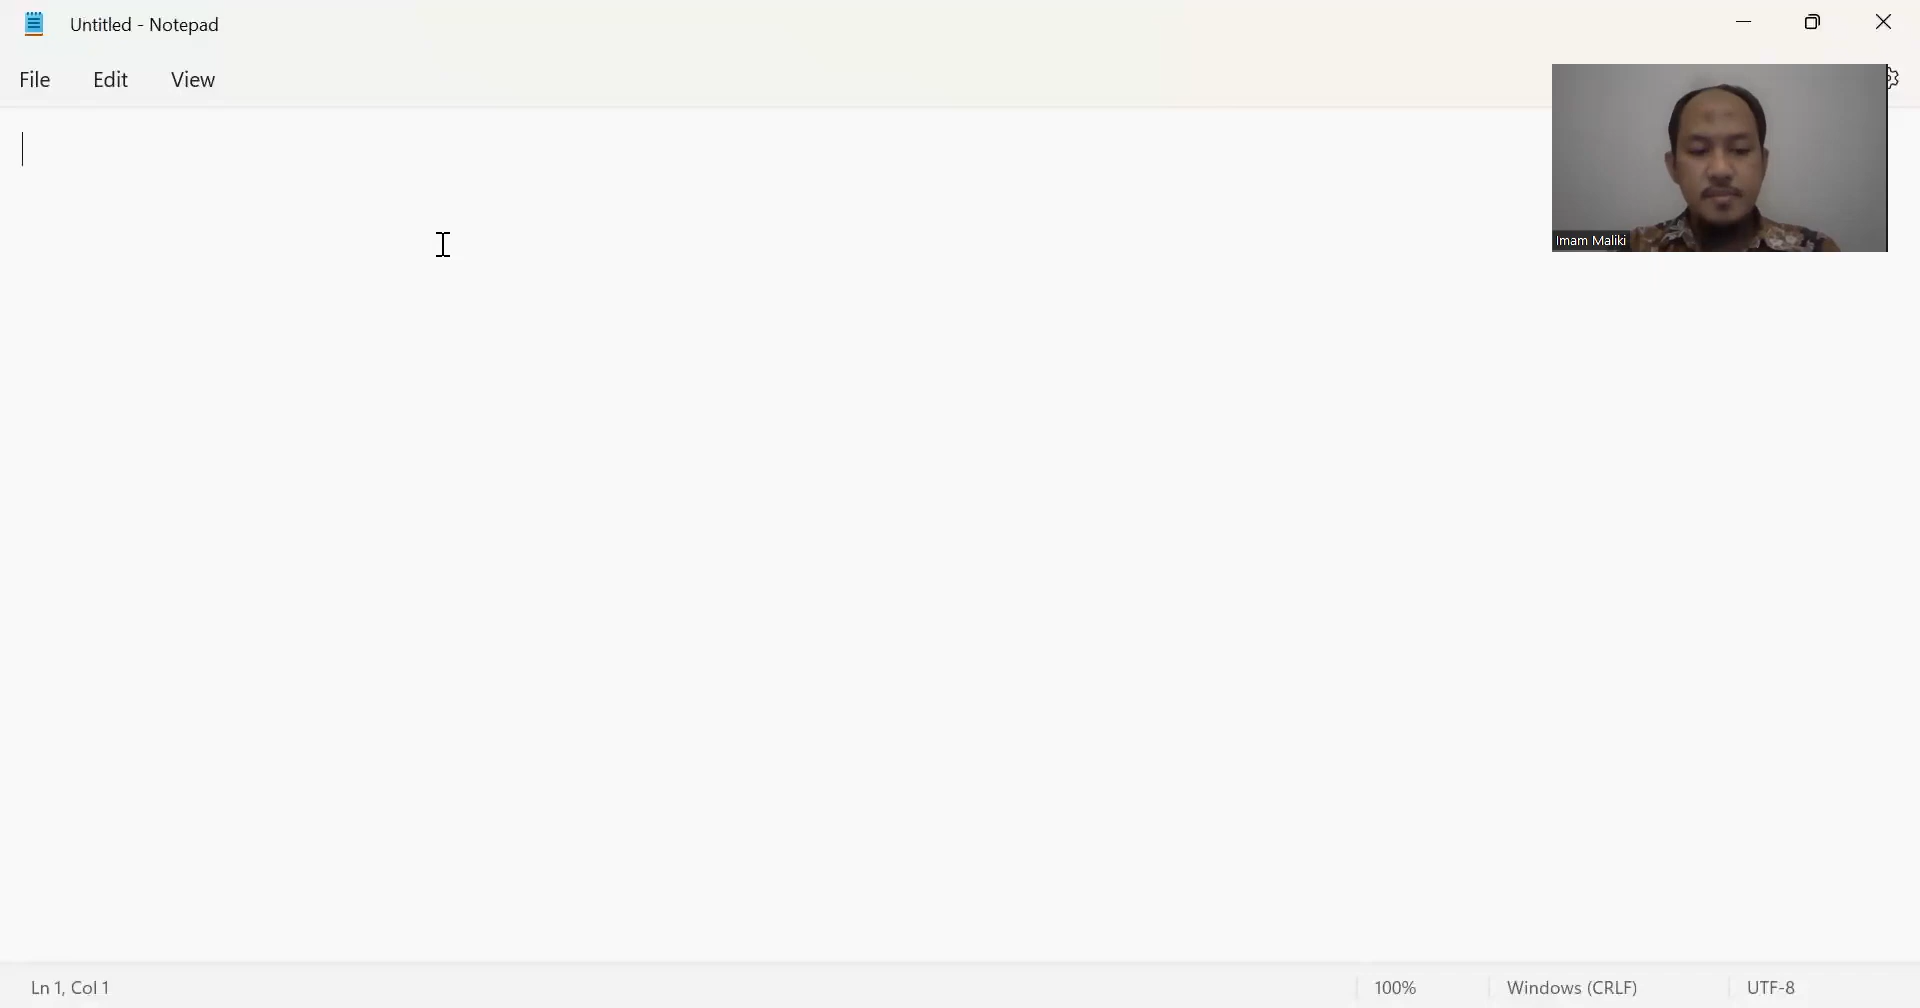 Untitled - Notepad
File Edit View
Imam Maliki
Ln 1, Col 1 100% Windows (CRLF) UTF-8